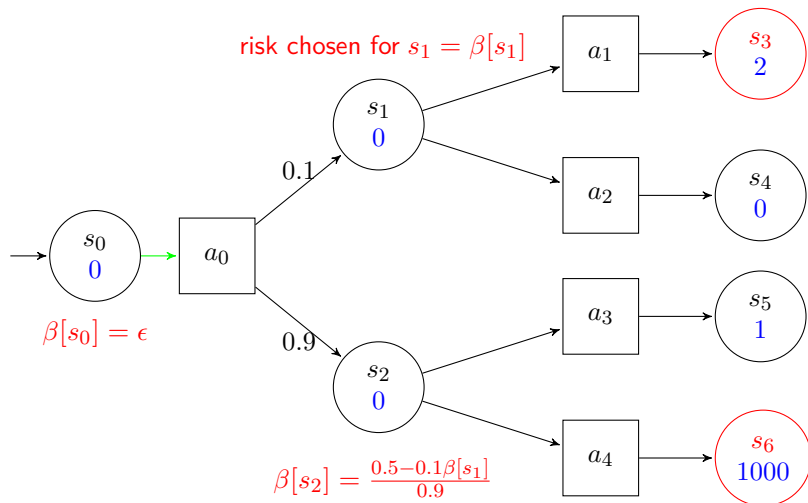 risk chosen for s₁ = β[s₁]
a₁
s₃
2
s₁
0
0.1
a₂
s₄
0
s₀
0
a₀
β[s₀] = ϵ
0.9
a₃
s₅
1
s₂
0
a₄
s₆
1000
β[s₂] = \frac{0.5−0.1β[s₁]}{0.9}